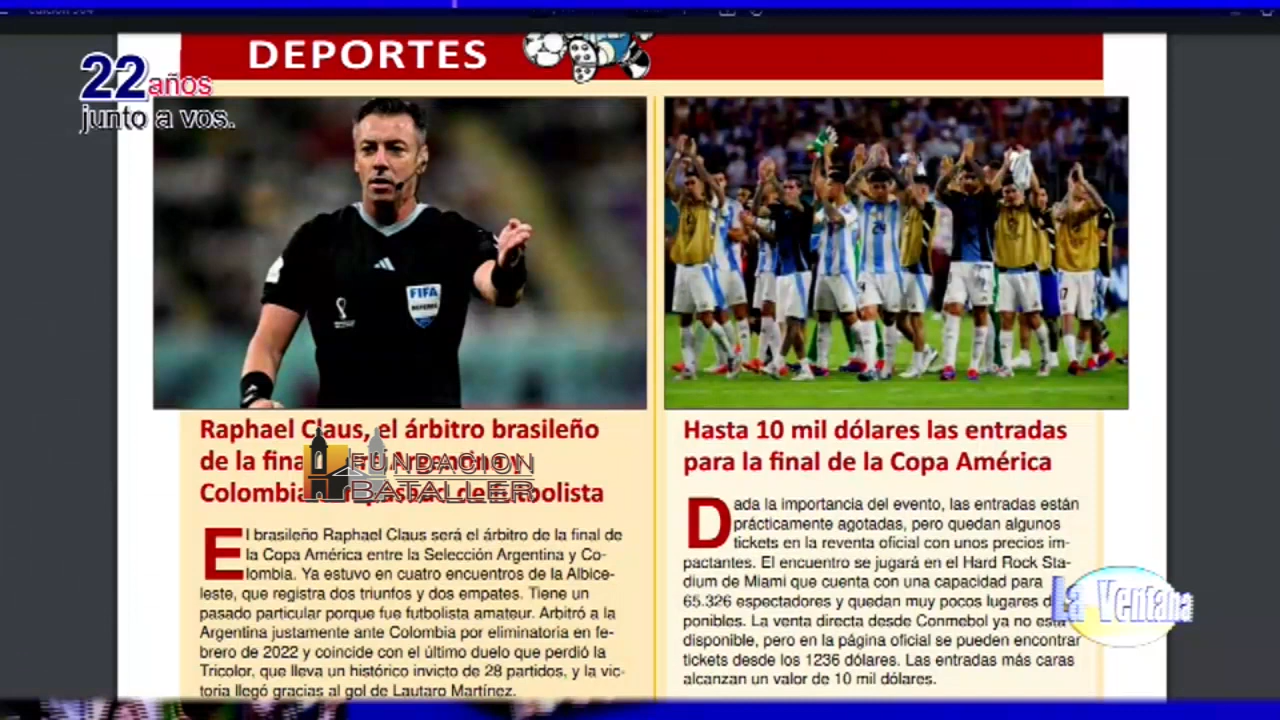 DEPORTES
22 años
junto a vos.
FIFA
REFEREE
24
17
Raphael Claus, el árbitro brasileño
de la fina Argentina y
Colombia pasado de futbolista
FUNDACION
BATALLER
El brasileño Raphael Claus será el árbitro de la final de
la Copa América entre la Selección Argentina y Co-
lombia. Ya estuvo en cuatro encuentros de la Albice-
leste, que registra dos triunfos y dos empates. Tiene un
pasado particular porque fue futbolista amateur. Arbitró a la
Argentina justamente ante Colombia por eliminatoria en fe-
brero de 2022 y coincide con el último duelo que perdió la
Tricolor, que lleva un histórico invicto de 28 partidos, y la vic-
toria llegó gracias al gol de Lautaro Martínez.
Hasta 10 mil dólares las entradas
para la final de la Copa América
Dada la importancia del evento, las entradas están
prácticamente agotadas, pero quedan algunos
tickets en la reventa oficial con unos precios im-
pactantes. El encuentro se jugará en el Hard Rock Sta-
dium de Miami que cuenta con una capacidad para
65.326 espectadores y quedan muy pocos lugares
ponibles. La venta directa desde Conmebol ya no está
disponible, pero en la página oficial se pueden encontrar
tickets desde los 1236 dólares. Las entradas más caras
alcanzan un valor de 10 mil dólares.
La Ventana